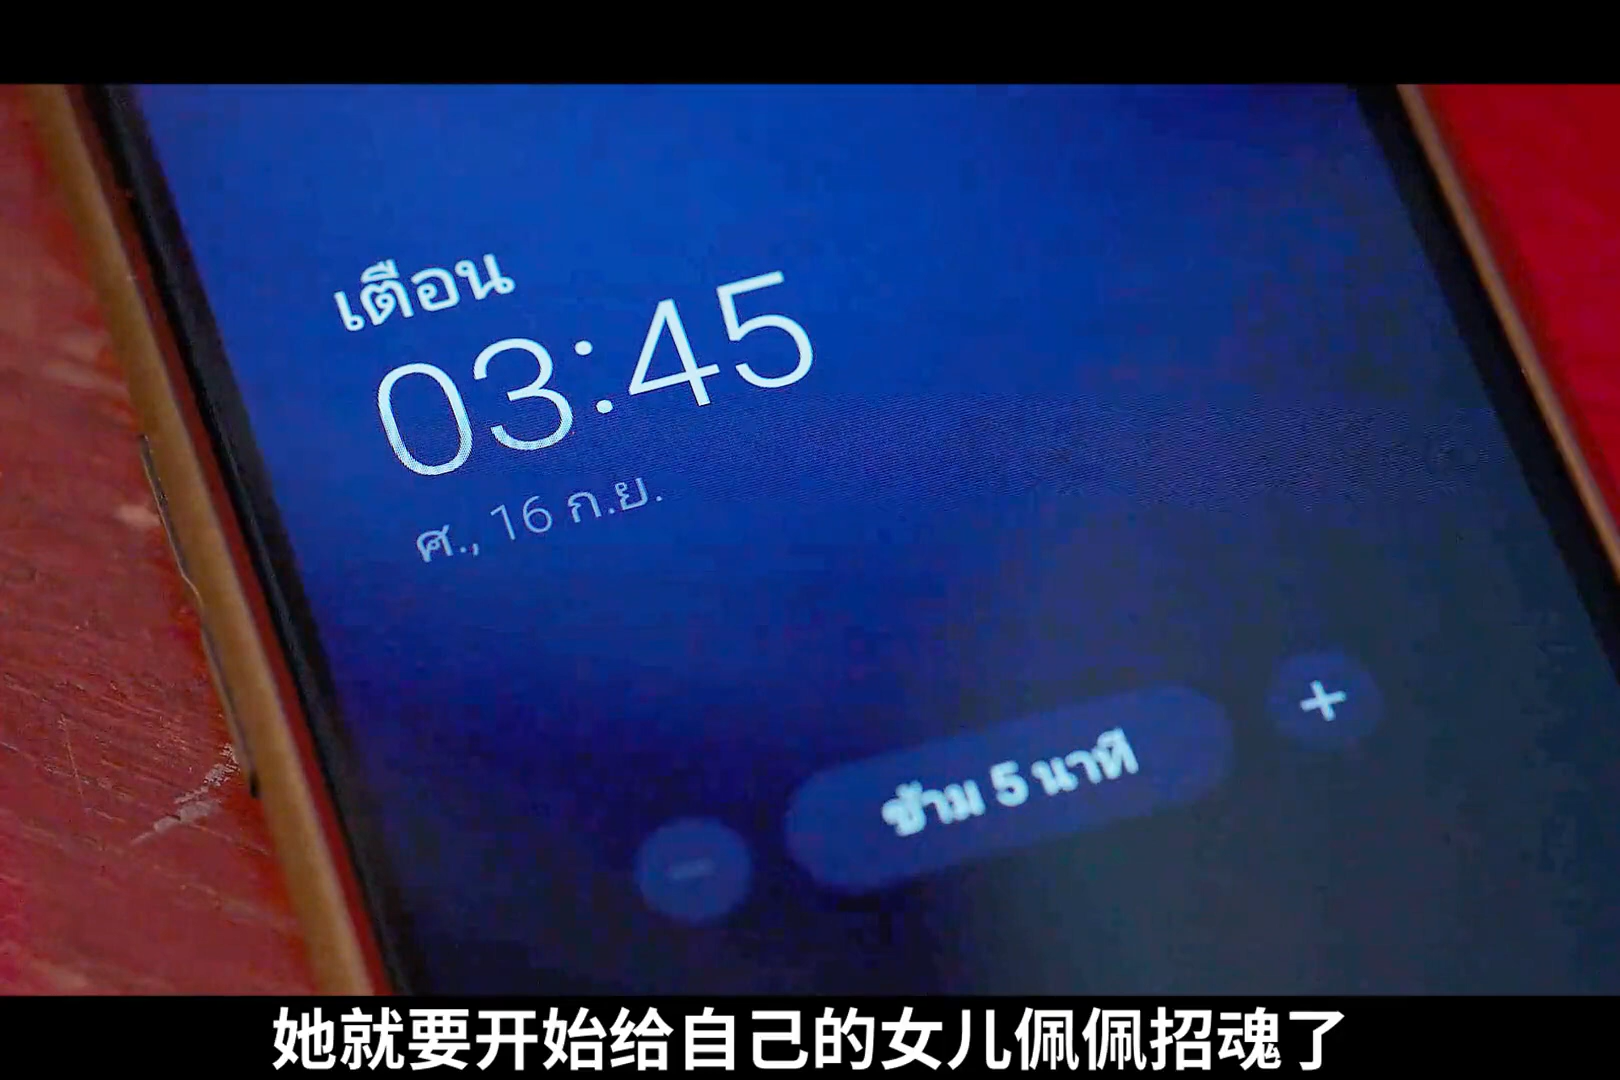 เตือน
03:45
ศ., 16 ก.ย.
ข้าม 5 นาที
她就要开始给自己的女儿佩佩招魂了